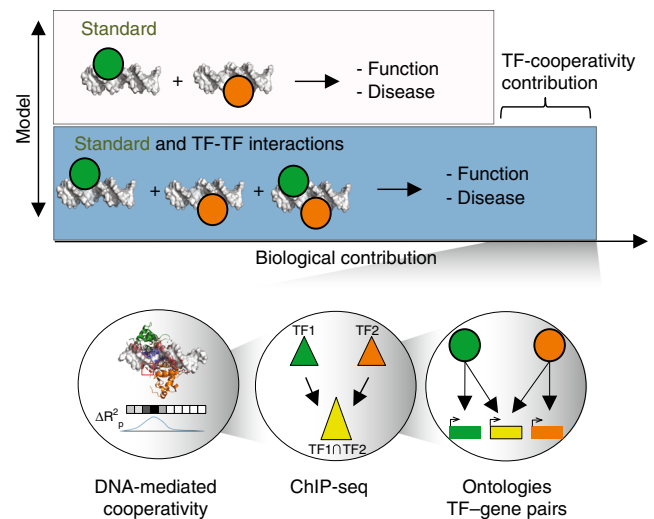 Standard
+
- Function
- Disease
TF-cooperativity
contribution
Model
Standard and TF-TF interactions
+ +
- Function
- Disease
Biological contribution
ΔR²p
DNA-mediated
cooperativity
TF1 TF2
TF1∩TF2
ChIP-seq
Ontologies
TF–gene pairs